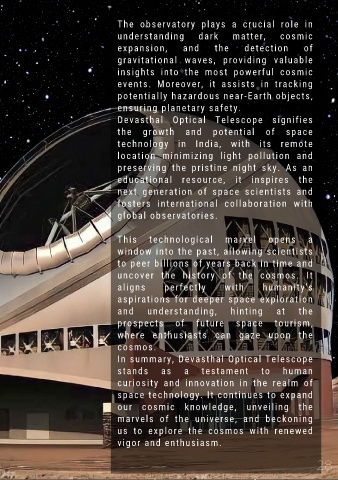 The observatory plays a crucial role in
understanding dark matter, cosmic
expansion, and the detection of
gravitational waves, providing valuable
insights into the most powerful cosmic
events. Moreover, it assists in tracking
potentially hazardous near-Earth objects,
ensuring planetary safety.
Devasthal Optical Telescope signifies
the growth and potential of space
technology in India, with its remote
location minimizing light pollution and
preserving the pristine night sky. As an
educational resource, it inspires the
next generation of space scientists and
fosters international collaboration with
global observatories.
This technological marvel opens a
window into the past, allowing scientists
to peer billions of years back in time and
uncover the history of the cosmos. It
aligns perfectly with humanity's
aspirations for deeper space exploration
and understanding, hinting at the
prospects of future space tourism,
where enthusiasts can gaze upon the
cosmos.
In summary, Devasthal Optical Telescope
stands as a testament to human
curiosity and innovation in the realm of
space technology. It continues to expand
our cosmic knowledge, unveiling the
marvels of the universe, and beckoning
us to explore the cosmos with renewed
vigor and enthusiasm.